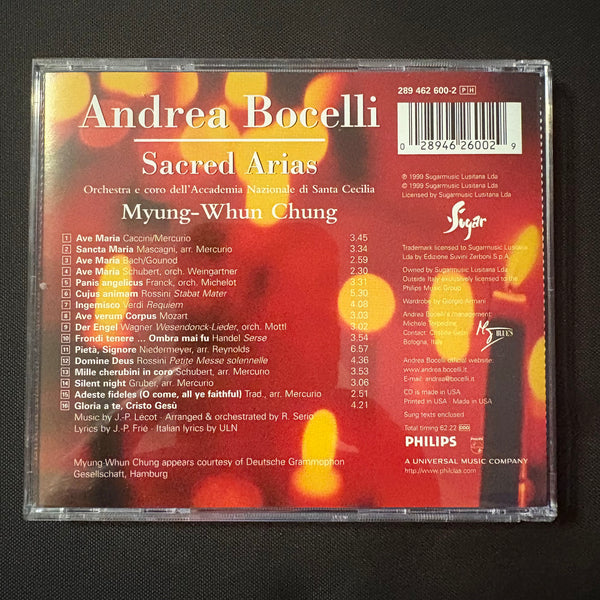 Andrea Bocelli
Sacred Arias
Orchestra e coro dell'Accademia Nazionale di Santa Cecilia
Myung-Whun Chung
1 Ave Maria Caccini/Mercurio 3.45
2 Sancta Maria Mascagni, arr. Mercurio 3.34
3 Ave Maria Bach/Gounod 2.59
4 Ave Maria Schubert, orch. Weingartner 2.30
5 Panis angelicus Franck, orch. Michelot 3.31
6 Cujus animam Rossini Stabat Mater 5.30
7 Ingemisco Verdi Requiem 4.08
8 Ave verum Corpus Mozart 3.03
9 Der Engel Wagner Wesendonck-Lieder, orch. Mottl 3.02
10 Frondi tenere ... Ombra mai fu Handel Serse 3.54
11 Pietà, Signore Niedermeyer, arr. Reynolds 6.57
12 Domine Deus Rossini Petite Messe solennelle 4.36
13 Mille cherubini in coro Schubert, arr. Mercurio 3.53
14 Silent night Gruber, arr. Mercurio 3.06
15 Adeste fideles (O come, all ye faithful) Trad., arr. Mercurio 2.51
16 Gloria a te, Cristo Gesù 4.21
Music by J.-P. Lécot · Arranged & orchestrated by R. Serio
Lyrics by J.-P. Frie · Italian lyrics by ULN
Myung Whun Chung appears courtesy of Deutsche Grammophon
Gesellschaft, Hamburg
289 462 600-2 PH
0 28946 26002 9
℗ 1999 Sugarmusic Lusitana Lda
© 1999 Sugarmusic Lusitana Lda
Licensed by Sugarmusic Lusitana Lda
Sugar
Trademark licensed to Sugarmusic Lusitana
Lda by Edizione Suvini Zerboni S.p.A.
Owned by Sugarmusic Lusitana Lda.
Outside Italy exclusively licensed to the
Philips Music Group
Wardrobe by Giorgio Armani
Andrea Bocelli's management:
Michele Torpedine
Contact: Cristina
Bologna, Italy
BLUES
Andrea Bocelli official website:
www.andreabocelli.it
E-mail: andrea@bocelli.it
CD is made in USA
Printed in USA · Made in USA
Sung texts enclosed
Total timing 62.22 DDD
PHILIPS
PHILIPS
A UNIVERSAL MUSIC COMPANY